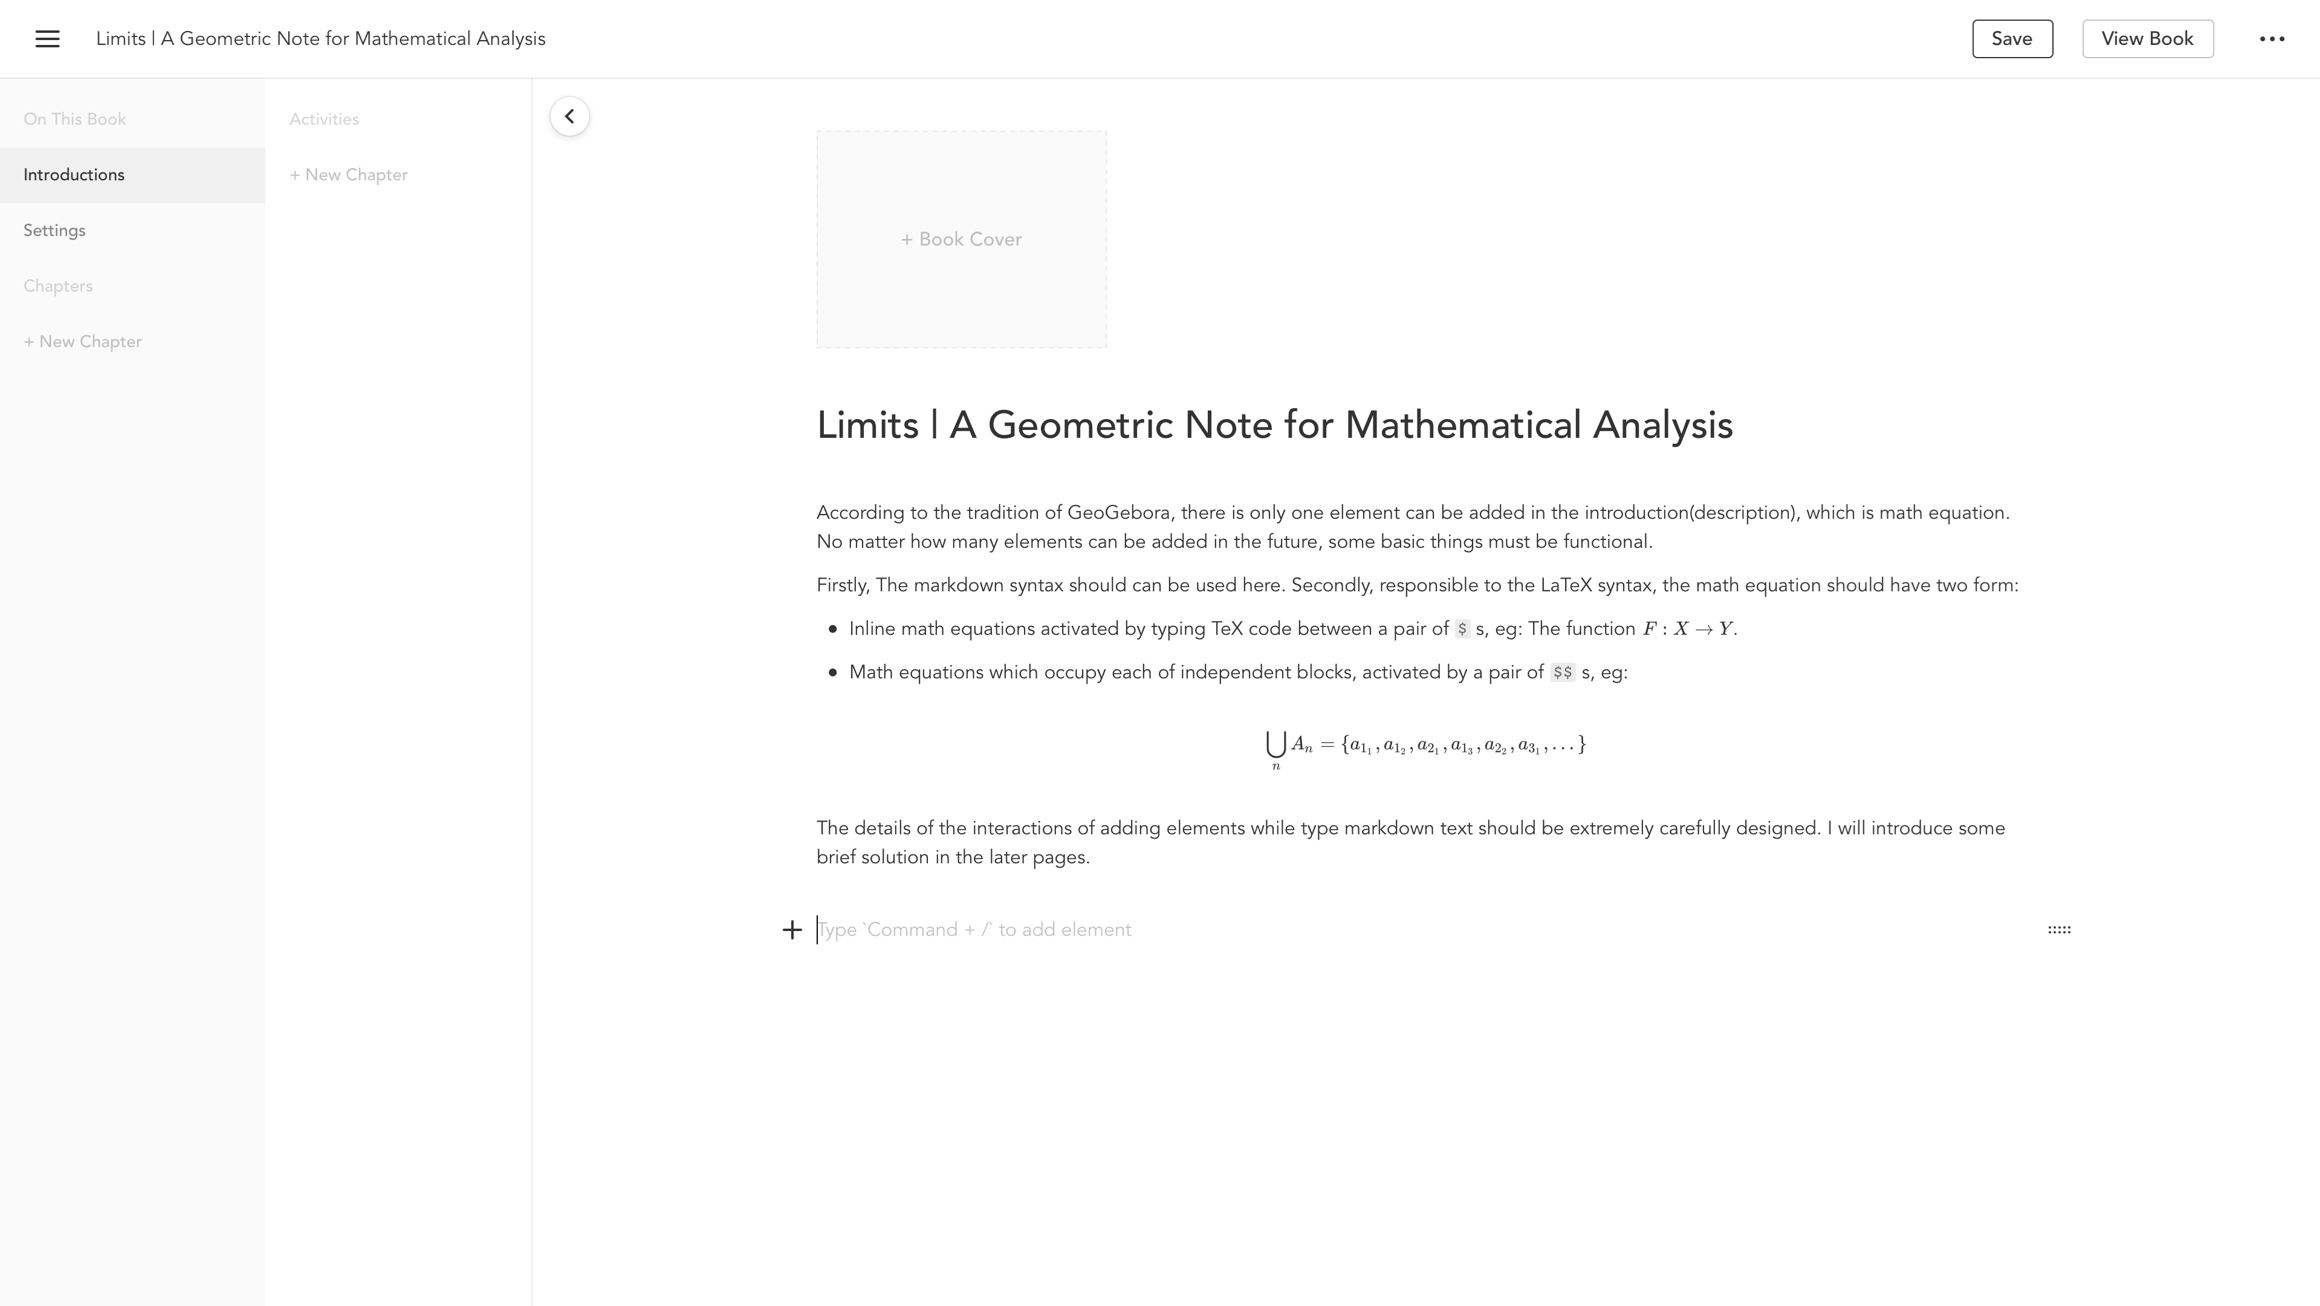 Limits | A Geometric Note for Mathematical Analysis
Save
View Book
On This Book
Introductions
Settings
Chapters
+ New Chapter
Activities
+ New Chapter
+ Book Cover
Limits | A Geometric Note for Mathematical Analysis
According to the tradition of GeoGebora, there is only one element can be added in the introduction(description), which is math equation.
No matter how many elements can be added in the future, some basic things must be functional.
Firstly, The markdown syntax should can be used here. Secondly, responsible to the LaTeX syntax, the math equation should have two form:
● Inline math equations activated by typing TeX code between a pair of $ s, eg: The function F : X → Y.
● Math equations which occupy each of independent blocks, activated by a pair of $$ s, eg:
⋃_n A_n = {a_{1_1}, a_{1_2}, a_{2_1}, a_{1_3}, a_{2_2}, a_{3_1}, ...}
The details of the interactions of adding elements while type markdown text should be extremely carefully designed. I will introduce some
brief solution in the later pages.
Type `Command + /` to add element